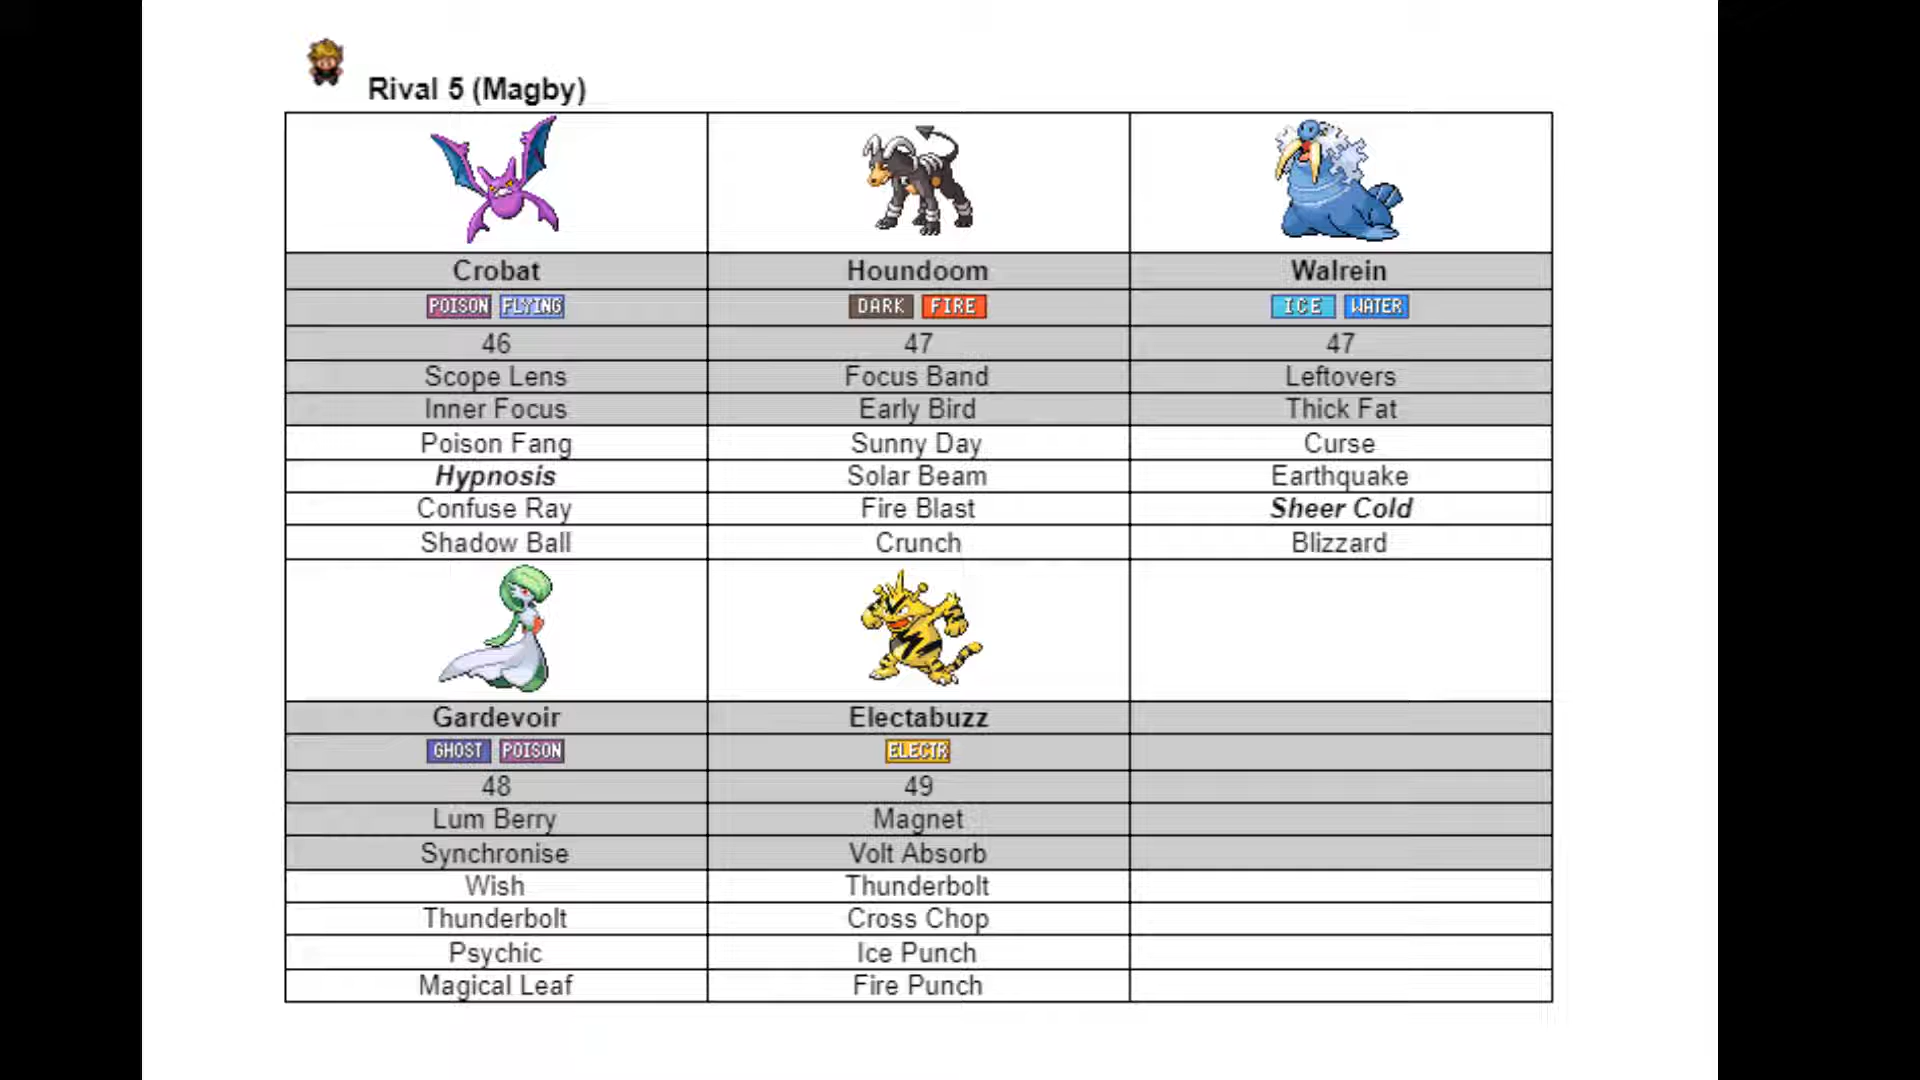 Rival 5 (Magby)
Crobat Houndoom Walrein
POISON FLYING DARK FIRE ICE WATER
46 47 47
Scope Lens Focus Band Leftovers
Inner Focus Early Bird Thick Fat
Poison Fang Sunny Day Curse
Hypnosis Solar Beam Earthquake
Confuse Ray Fire Blast Sheer Cold
Shadow Ball Crunch Blizzard
Gardevoir Electabuzz
GHOST POISON ELECTR
48 49
Lum Berry Magnet
Synchronise Volt Absorb
Wish Thunderbolt
Thunderbolt Cross Chop
Psychic Ice Punch
Magical Leaf Fire Punch